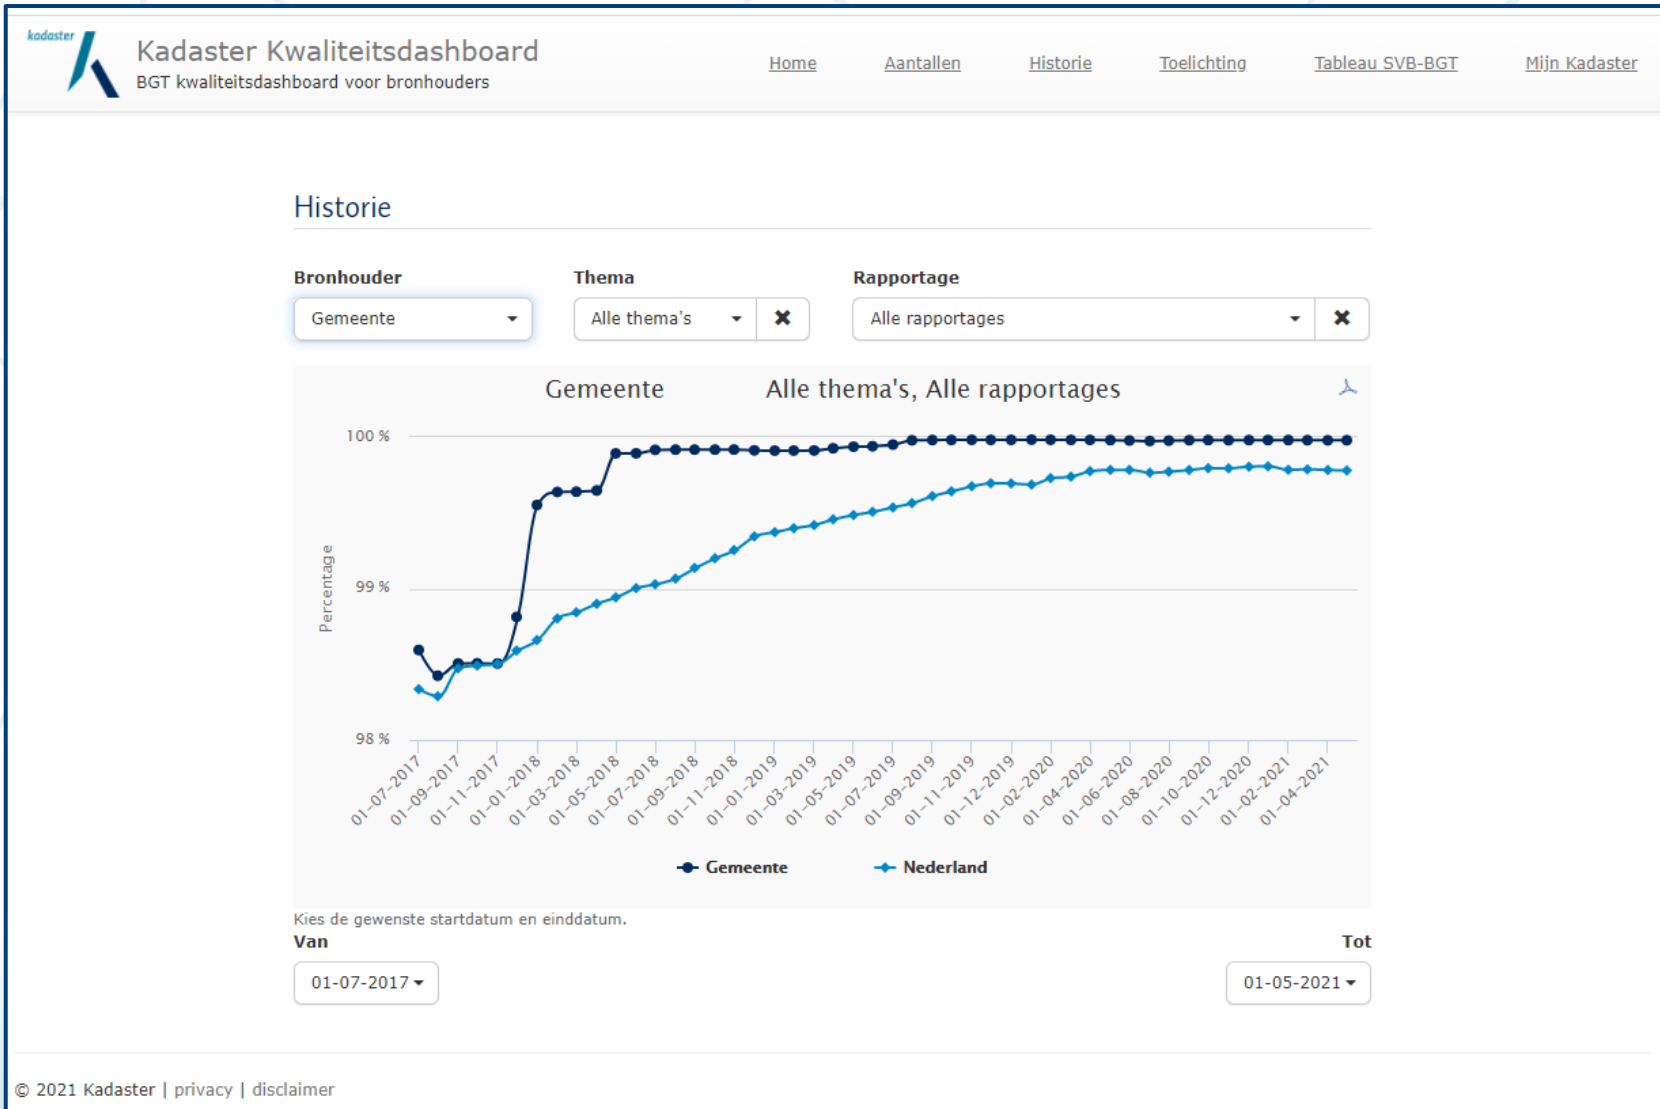 kadaster
Kadaster Kwaliteitsdashboard
BGT kwaliteitsdashboard voor bronhouders
Home Aantallen Historie Toelichting Tableau SVB-BGT Mijn Kadaster
Historie
Bronhouder Thema Rapportage
Gemeente Alle thema's Alle rapportages
Gemeente Alle thema's, Alle rapportages
100 %
99 %
98 %
Percentage
01-07-2017 01-09-2017 01-11-2017 01-01-2018 01-03-2018 01-05-2018 01-07-2018 01-09-2018 01-11-2018 01-01-2019 01-03-2019 01-05-2019 01-07-2019 01-09-2019 01-11-2019 01-12-2019 01-02-2020 01-04-2020 01-06-2020 01-08-2020 01-10-2020 01-12-2020 01-02-2021 01-04-2021
Gemeente Nederland
Kies de gewenste startdatum en einddatum.
Van Tot
01-07-2017 01-05-2021
© 2021 Kadaster | privacy | disclaimer